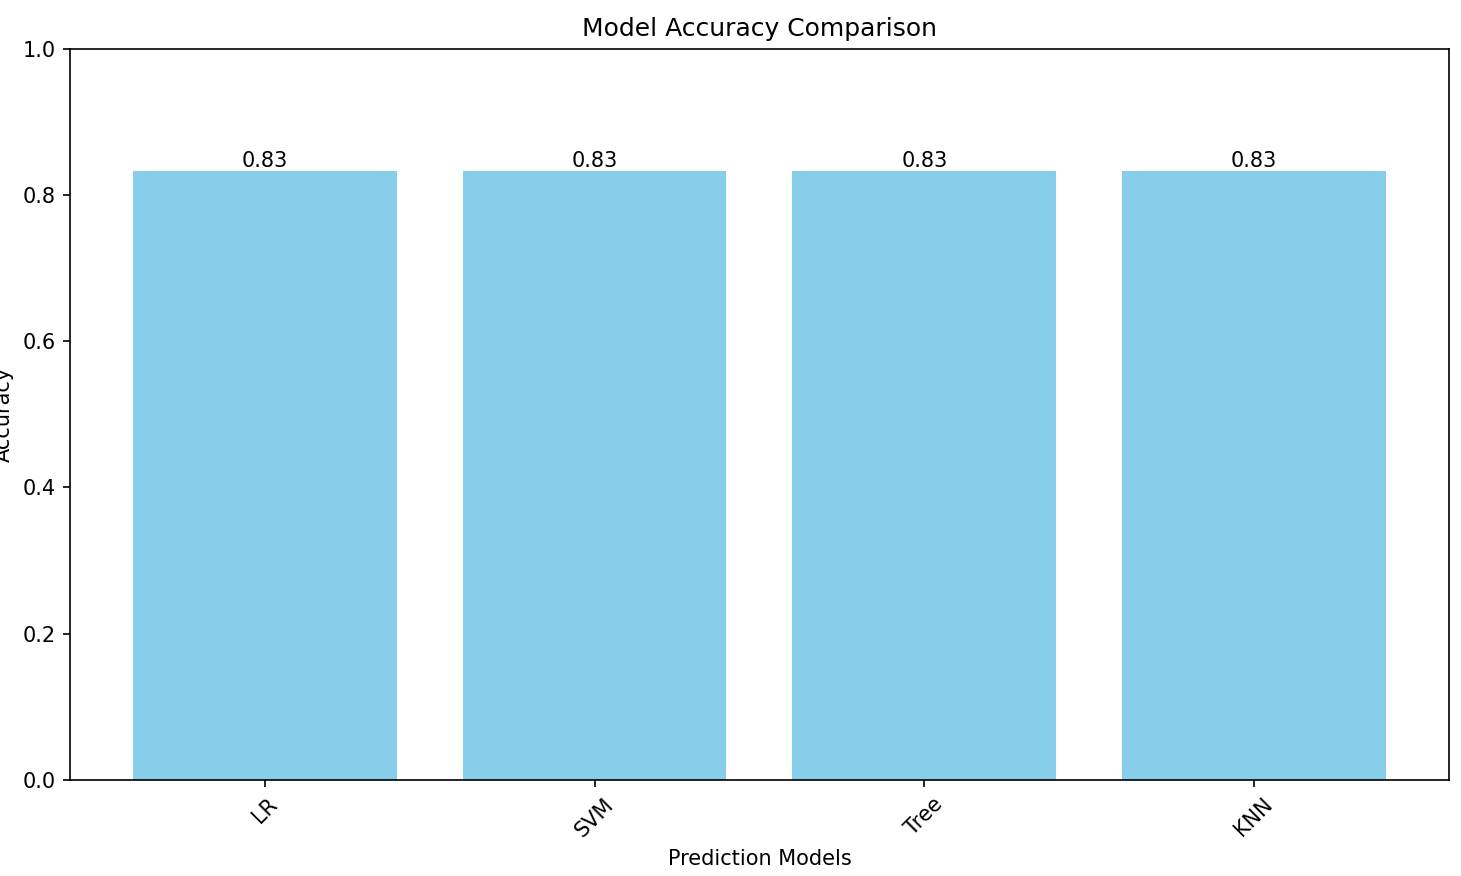 Model Accuracy Comparison
1.0
0.8
0.6
0.4
0.2
0.0
Accuracy
0.83
0.83
0.83
0.83
LR
SVM
Tree
KNN
Prediction Models